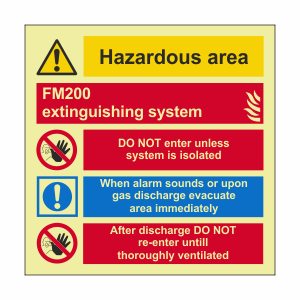 Hazardous area
FM200
extinguishing system
DO NOT enter unless
system is isolated
When alarm sounds or upon
gas discharge evacuate
area immediately
After discharge DO NOT
re-enter untill
thoroughly ventilated